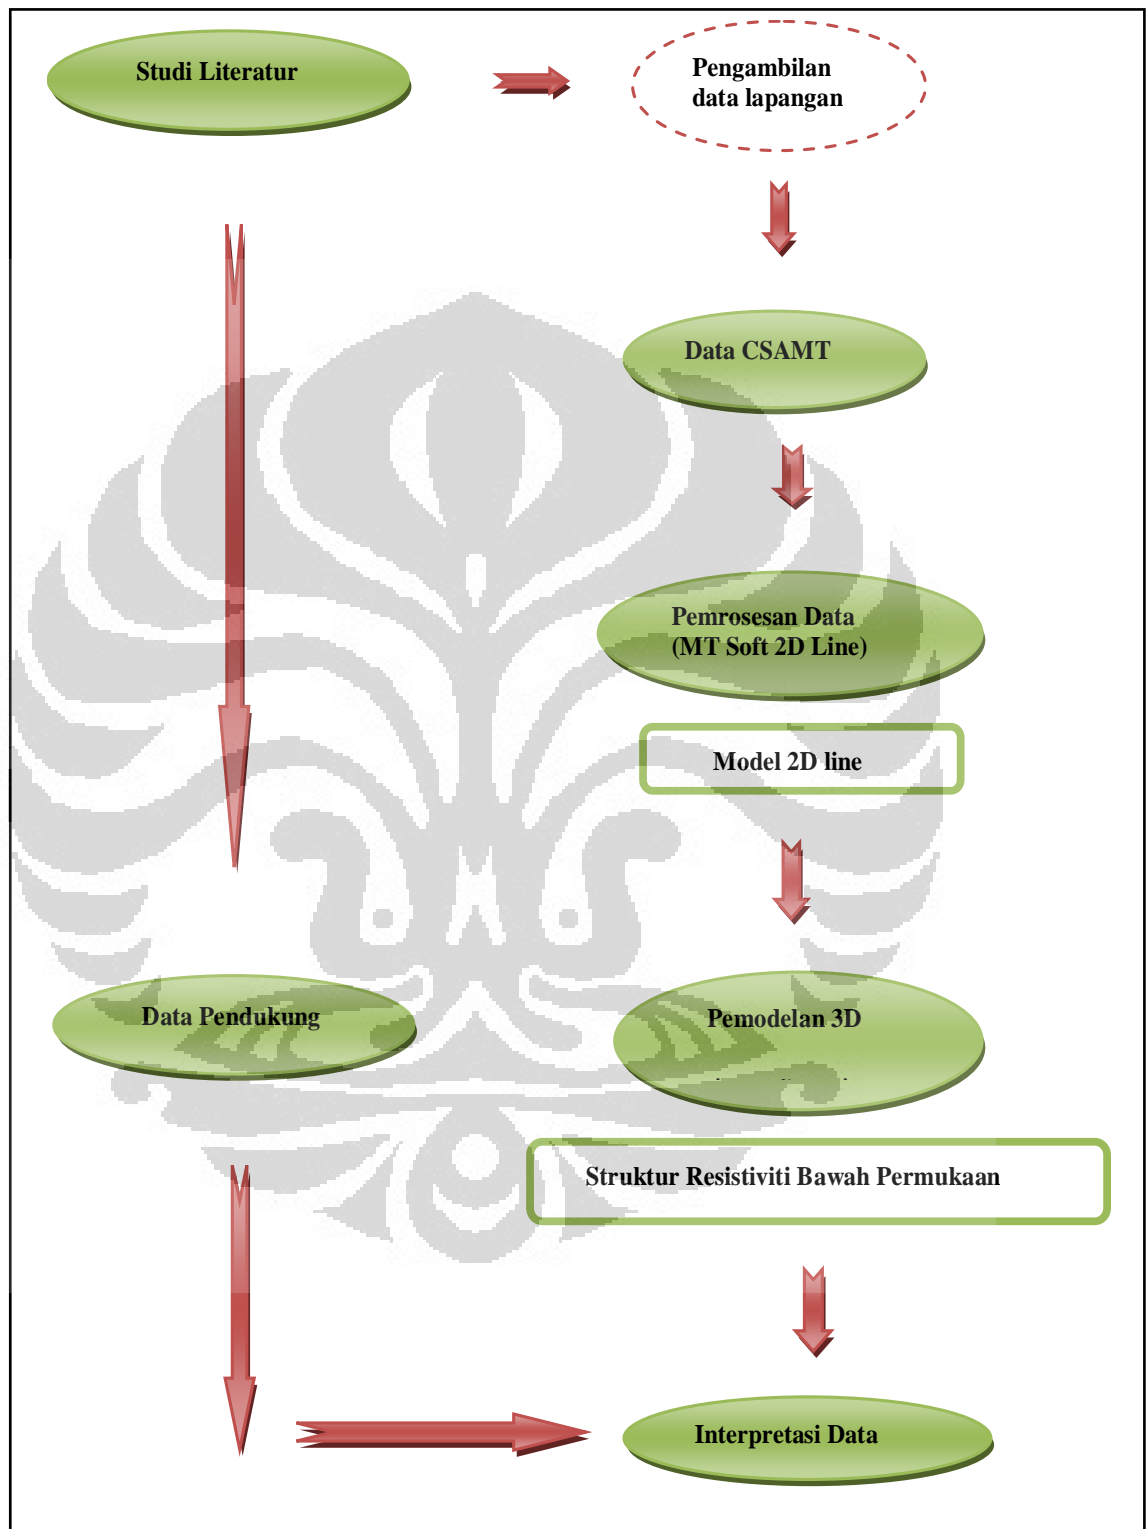 Studi Literatur
Pengambilan
data lapangan
Data CSAMT
Pemrosesan Data
(MT Soft 2D Line)
Model 2D line
Data Pendukung
Pemodelan 3D
Struktur Resistiviti Bawah Permukaan
Interpretasi Data